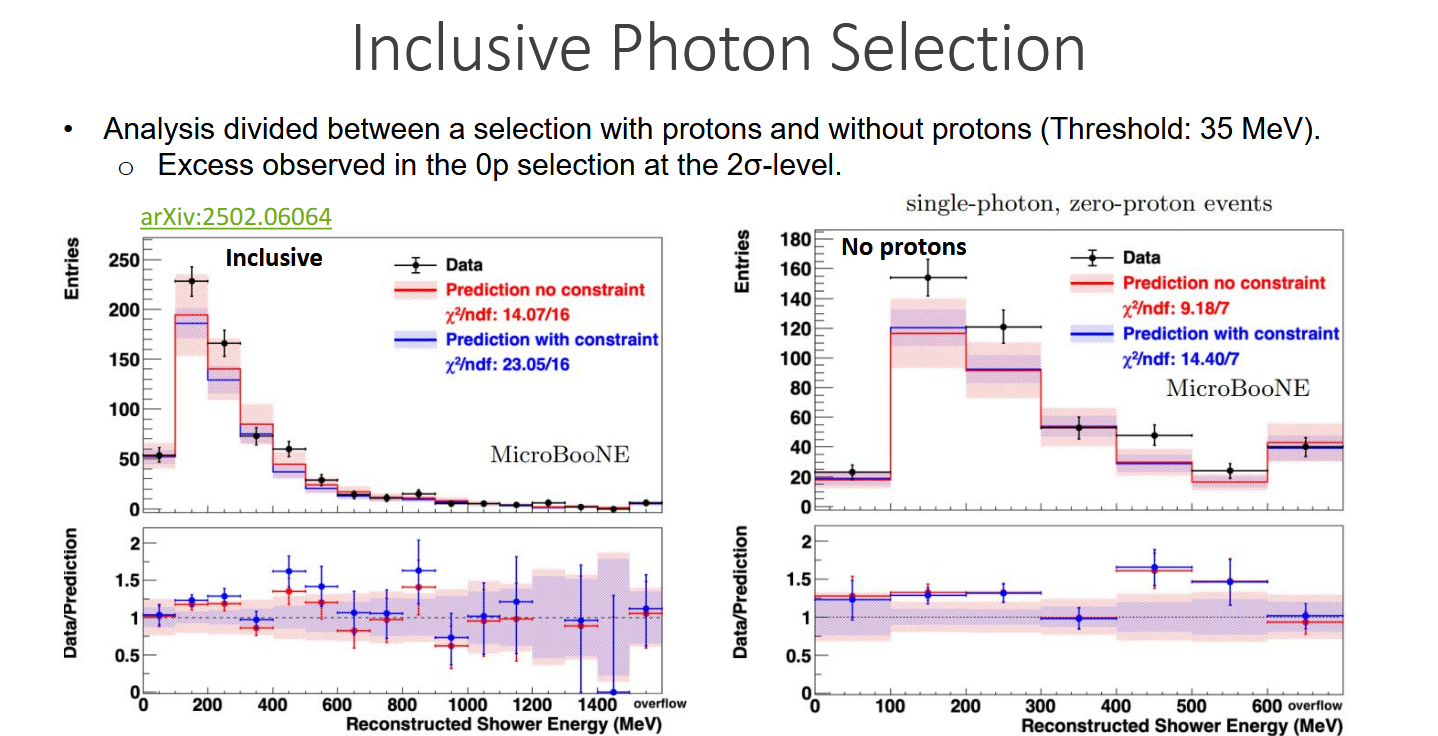 Inclusive Photon Selection
• Analysis divided between a selection with protons and without protons (Threshold: 35 MeV).
o Excess observed in the 0p selection at the 2σ-level.
arXiv:2502.06064
Entries
250
200
150
100
50
0
Inclusive
Data
Prediction no constraint
χ²/ndf: 14.07/16
Prediction with constraint
χ²/ndf: 23.05/16
MicroBooNE
Data/Prediction
2
1.5
1
0.5
0
0 200 400 600 800 1000 1200 1400 overflow
Reconstructed Shower Energy (MeV)
single-photon, zero-proton events
Entries
180
160
140
120
100
80
60
40
20
0
No protons
Data
Prediction no constraint
χ²/ndf: 9.18/7
Prediction with constraint
χ²/ndf: 14.40/7
MicroBooNE
Data/Prediction
2
1.5
1
0.5
0
0 100 200 300 400 500 600 overflow
Reconstructed Shower Energy (MeV)